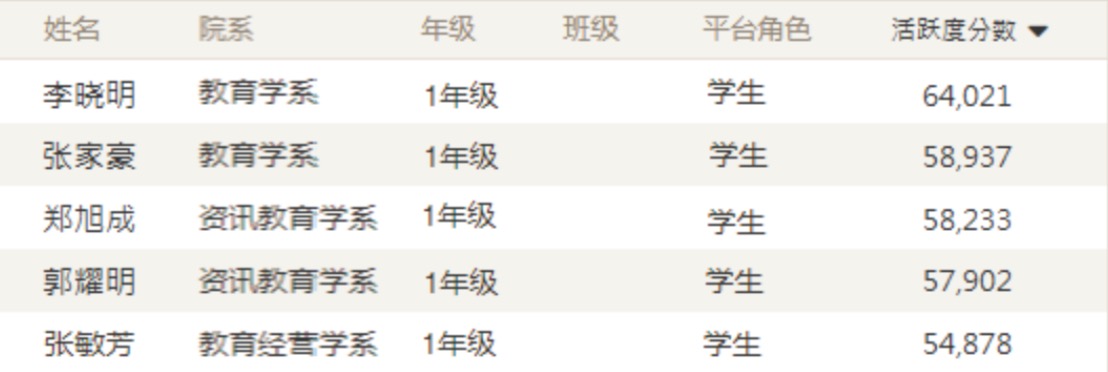 姓名 院系 年级 班级 平台角色 活跃度分数
李晓明 教育学系 1年级 学生 64,021
张家豪 教育学系 1年级 学生 58,937
郑旭成 资讯教育学系 1年级 学生 58,233
郭耀明 资讯教育学系 1年级 学生 57,902
张敏芳 教育经营学系 1年级 学生 54,878